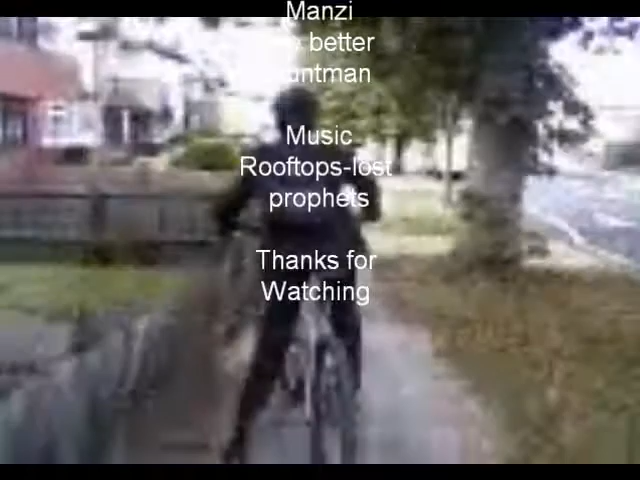 Manzi
better
Music
Rooftops-lost
prophets
Thanks for
Watching